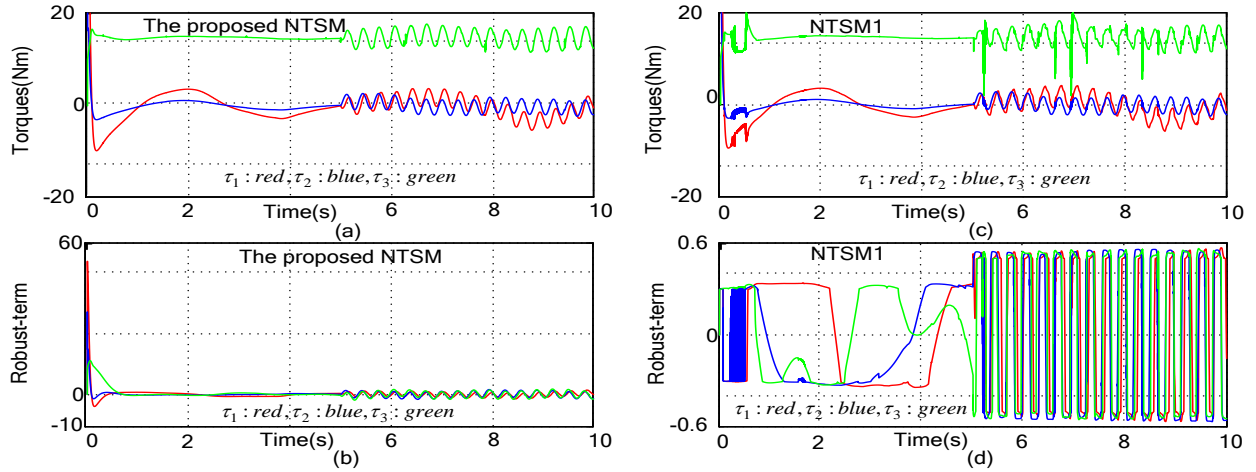 20
The proposed NTSM
Torques(Nm)
0
τ1 : red, τ2 : blue, τ3 : green
-20
0 2 4 6 8 10
Time(s)
(a)
20
NTSM1
Torques(Nm)
0
τ1 : red, τ2 : blue, τ3 : green
-20
0 2 4 6 8 10
Time(s)
(c)
60
The proposed NTSM
Robust-term
0
τ1 : red, τ2 : blue, τ3 : green
-10
0 2 4 6 8 10
Time(s)
(b)
0.6
NTSM1
Robust-term
0
τ1 : red, τ2 : blue, τ3 : green
-0.6
0 2 4 6 8 10
Time(s)
(d)